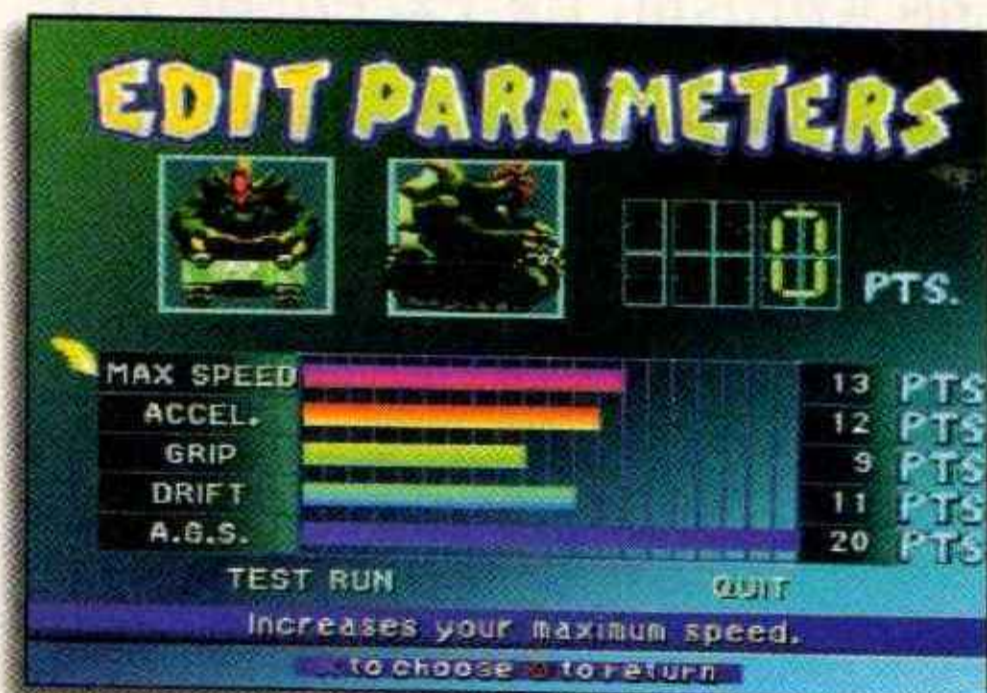 EDIT PARAMETERS
0 PTS.
MAX SPEED 13 PTS
ACCEL. 12 PTS
GRIP 9 PTS
DRIFT 11 PTS
A.G.S. 20 PTS
TEST RUN QUIT
Increases your maximum speed.
to choose to return